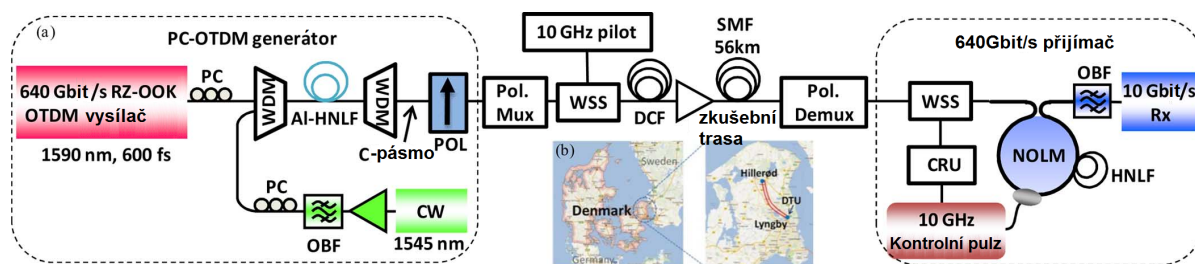 (a)
PC-OTDM generátor
640 Gbit/s RZ-OOK
OTDM vysílač
1590 nm, 600 fs
PC
WDM
Al-HNLF
WDM
C-pásmo
POL
PC
OBF
CW
1545 nm
Pol.
Mux
10 GHz pilot
WSS
DCF
SMF
56km
zkušební
trasa
Pol.
Demux
(b)
Sweden
Denmark
Germany
Hillerød
DTU
Lyngby
640Gbit/s přijímač
WSS
CRU
10 GHz
Kontrolní pulz
NOLM
HNLF
OBF
10 Gbit/s
Rx